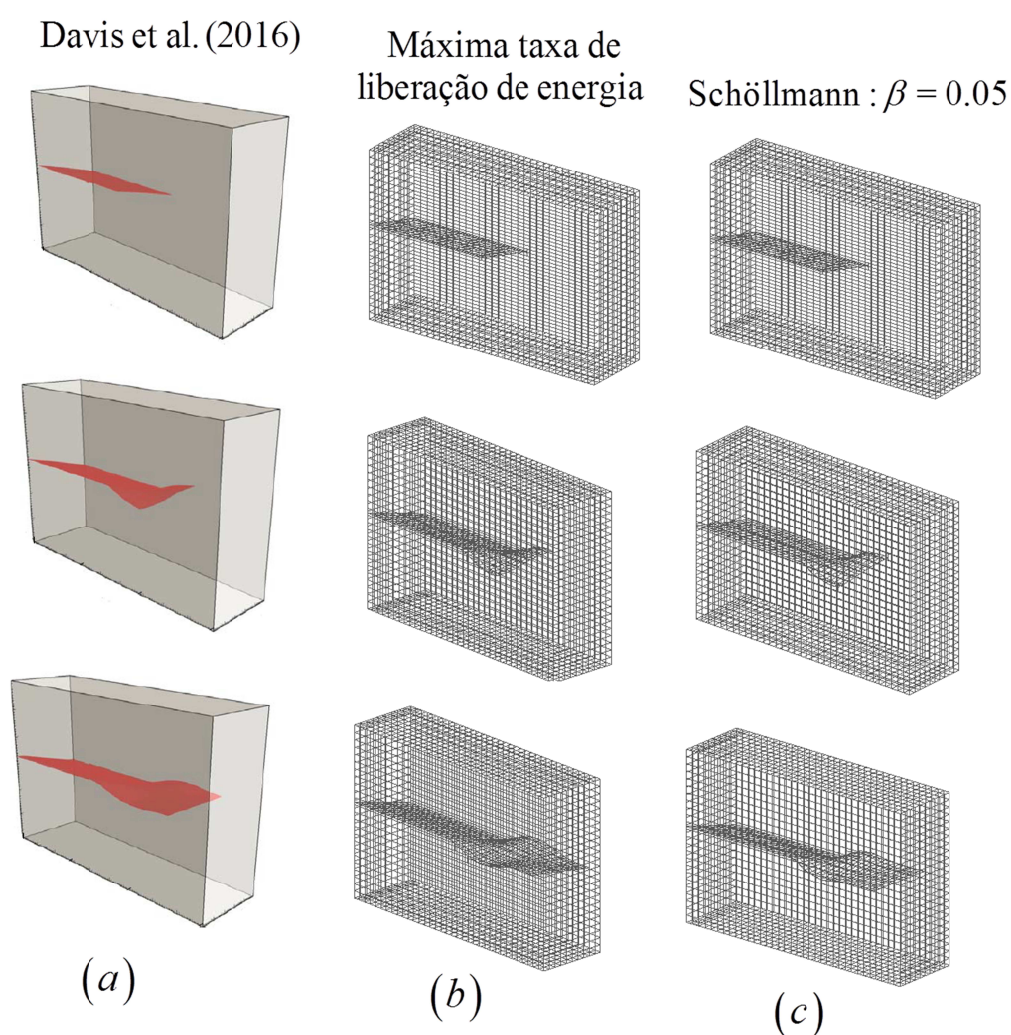 Davis et al. (2016)
Máxima taxa de
liberação de energia
Schöllmann : β = 0.05
(a)
(b)
(c)